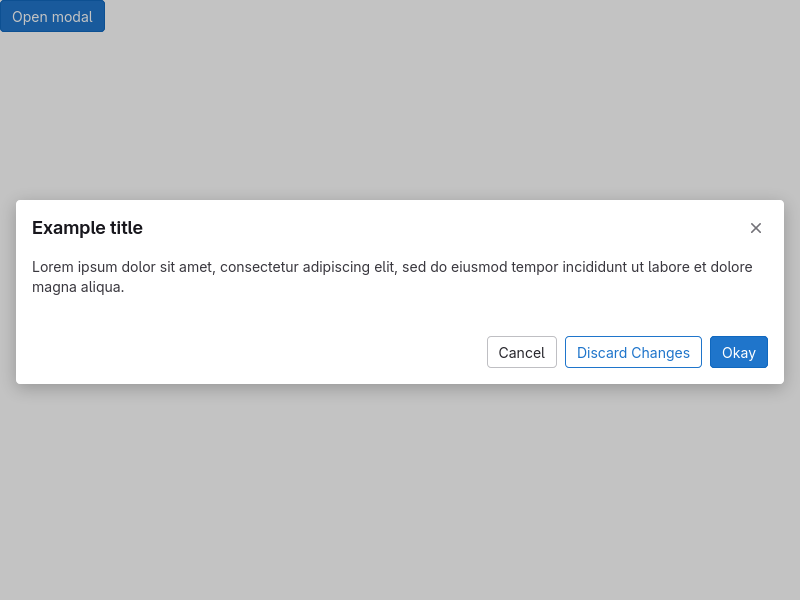 Open modal
Example title
Lorem ipsum dolor sit amet, consectetur adipiscing elit, sed do eiusmod tempor incididunt ut labore et dolore
magna aliqua.
Cancel
Discard Changes
Okay